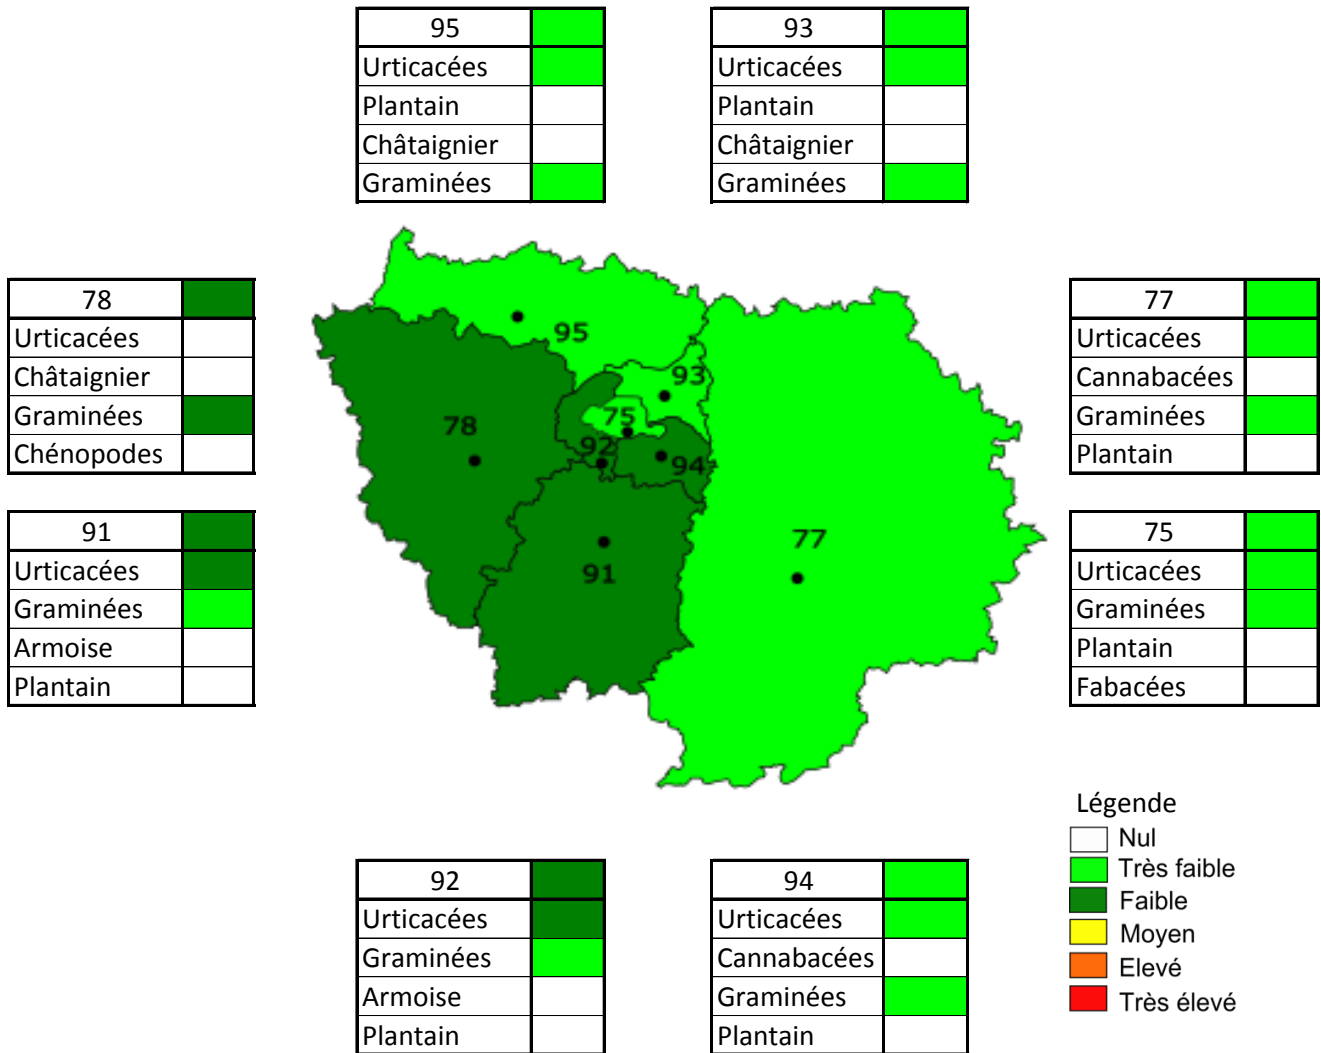 95
Urticacées
Plantain
Châtaignier
Graminées
93
Urticacées
Plantain
Châtaignier
Graminées
78
Urticacées
Châtaignier
Graminées
Chénopodes
77
Urticacées
Cannabacées
Graminées
Plantain
95
93
75
78
92
94
77
91
91
Urticacées
Graminées
Armoise
Plantain
75
Urticacées
Graminées
Plantain
Fabacées
Légende
Nul
Très faible
Faible
Moyen
Elevé
Très élevé
92
Urticacées
Graminées
Armoise
Plantain
94
Urticacées
Cannabacées
Graminées
Plantain